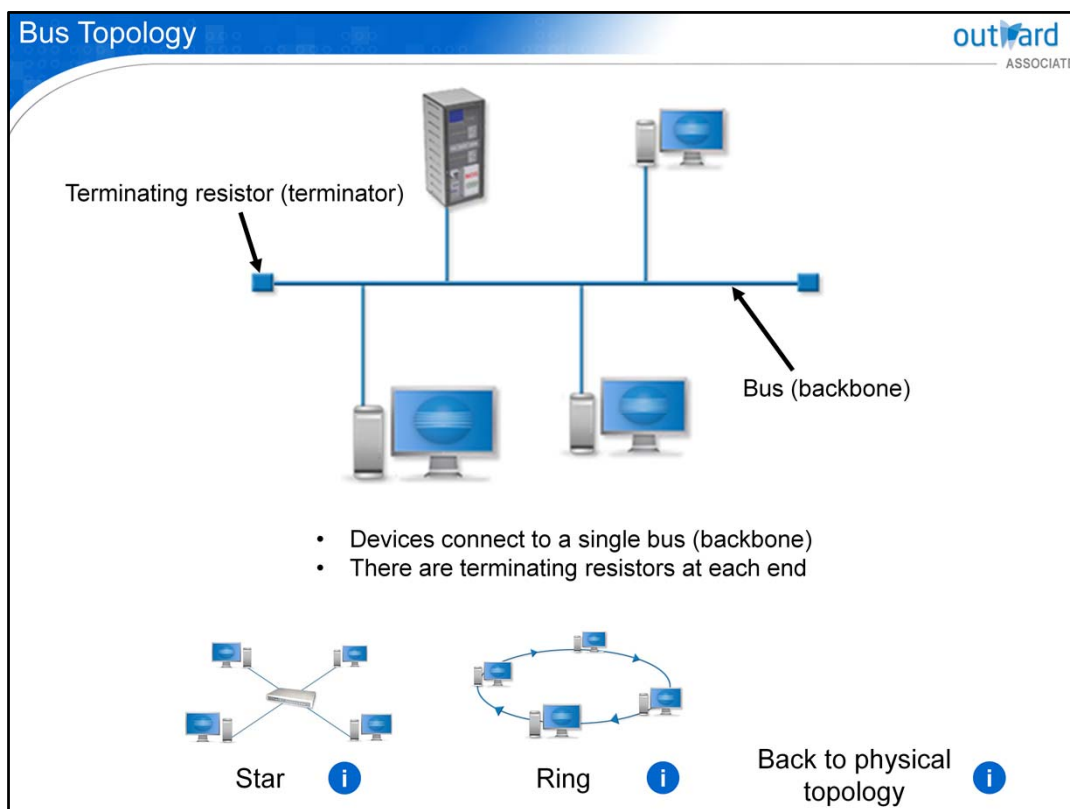 Bus Topology
outward
ASSOCIATE
Terminating resistor (terminator)
Bus (backbone)
• Devices connect to a single bus (backbone)
• There are terminating resistors at each end
Star i
Ring i
Back to physical
topology i